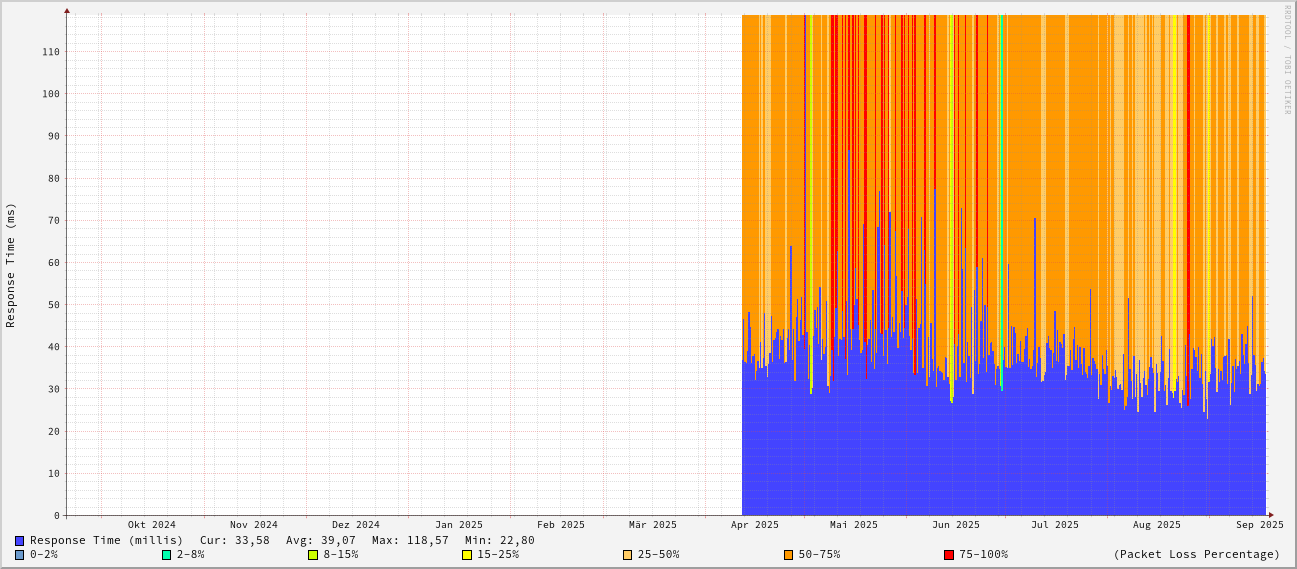 RRDTOOL / TOBI OETIKER
Response Time (ms)
110
100
90
80
70
60
50
40
30
20
10
0
Okt 2024 Nov 2024 Dez 2024 Jan 2025 Feb 2025 Mär 2025 Apr 2025 Mai 2025 Jun 2025 Jul 2025 Aug 2025 Sep 2025
Response Time (millis) Cur: 33,58 Avg: 39,07 Max: 118,57 Min: 22,80
0-2% 2-8% 8-15% 15-25% 25-50% 50-75% 75-100% (Packet Loss Percentage)